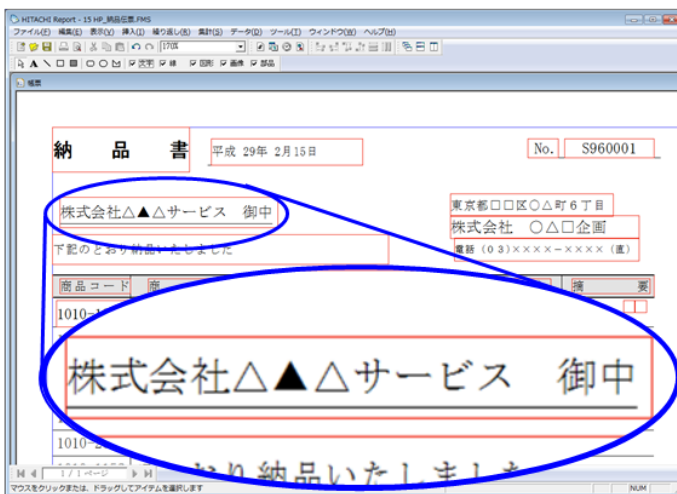 HITACHI Report - 15 HP_納品伝票.FMS
ファイル(F) 編集(E) 表示(V) 挿入(I) 繰り返し(R) 集計(S) データ(D) ツール(T) ウィンドウ(W) ヘルプ(H)
170%
文字 線 図形 画像 部品
帳票
納 品 書 平成 29年 2月15日 No. S960001
株式会社△▲△サービス 御中
東京都□□区○△町6丁目
株式会社 ○△□企画
下記のとおり納品いたしました
電話(03)××××-××××(直)
商品コード 商 摘 要
1010-1
株式会社△▲△サービス 御中
1010-2
おり納品いたしました
1 / 1 ページ
マウスをクリックまたは、ドラッグしてアイテムを選択します NUM